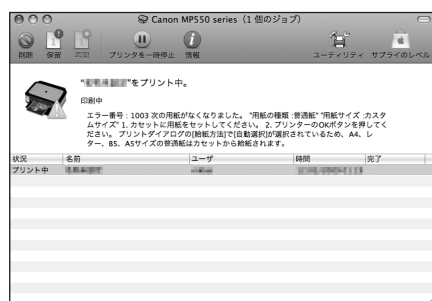 Canon MP550 series（1 個のジョブ）
削除 保留 再開 プリンタを一時停止 情報 ユーティリティ サプライのレベル
"をプリント中。
印刷中
エラー番号：1003 次の用紙がなくなりました。 "用紙の種類 :普通紙" "用紙サイズ :カスタ
ムサイズ" 1. カセットに用紙をセットしてください。 2. プリンターのOKボタンを押してく
ださい。 プリントダイアログの[給紙方法]で[自動選択]が選択されているため、A4、レ
ター、B5、A5サイズの普通紙はカセットから給紙されます。
状況 名前 ユーザ 時間 完了
プリント中